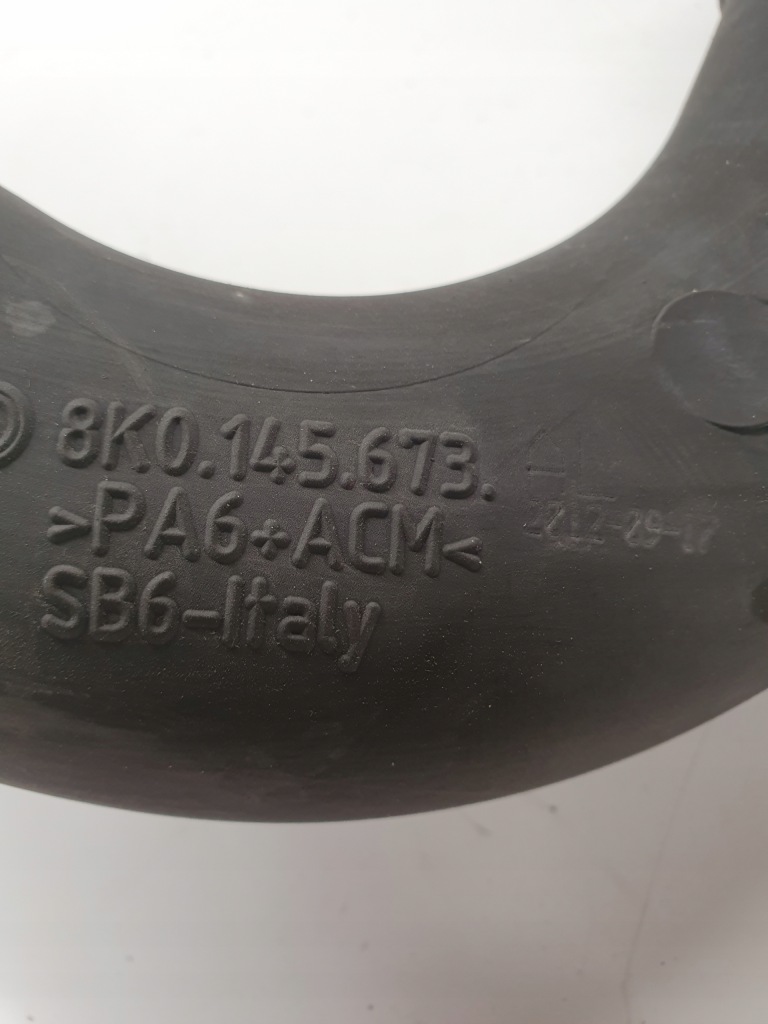 8K0.145.673.
>PA6+ACM<
SB6-Italy